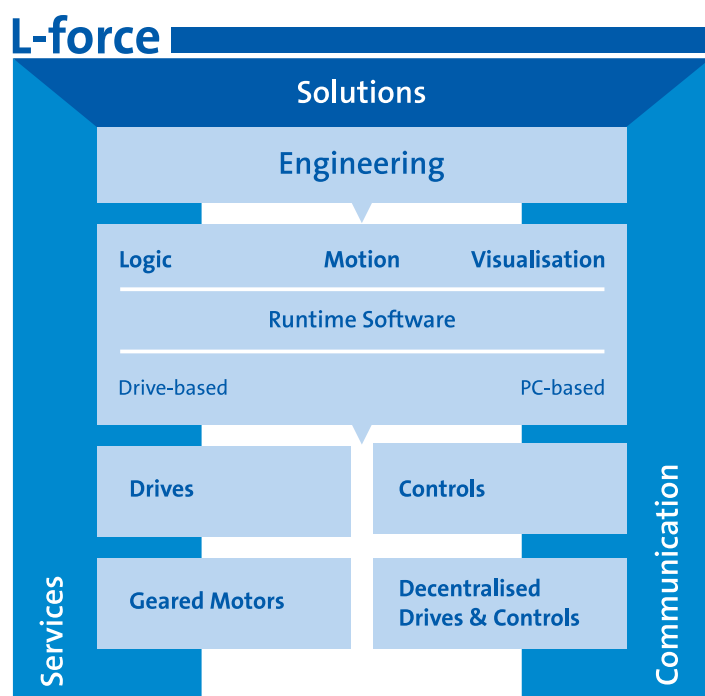 L-force
Solutions
Engineering
Logic Motion Visualisation
Runtime Software
Drive-based PC-based
Drives
Controls
Geared Motors
Decentralised
Drives & Controls
Services
Communication